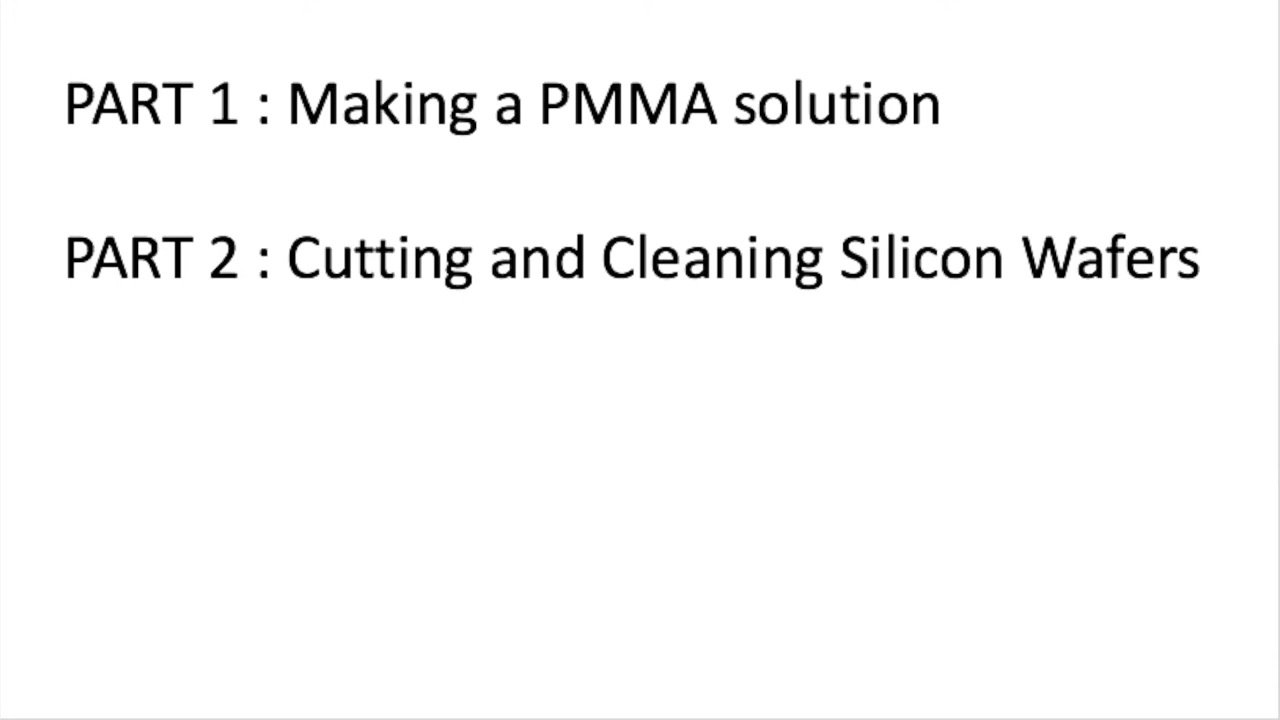 PART 1 : Making a PMMA solution
PART 2 : Cutting and Cleaning Silicon Wafers